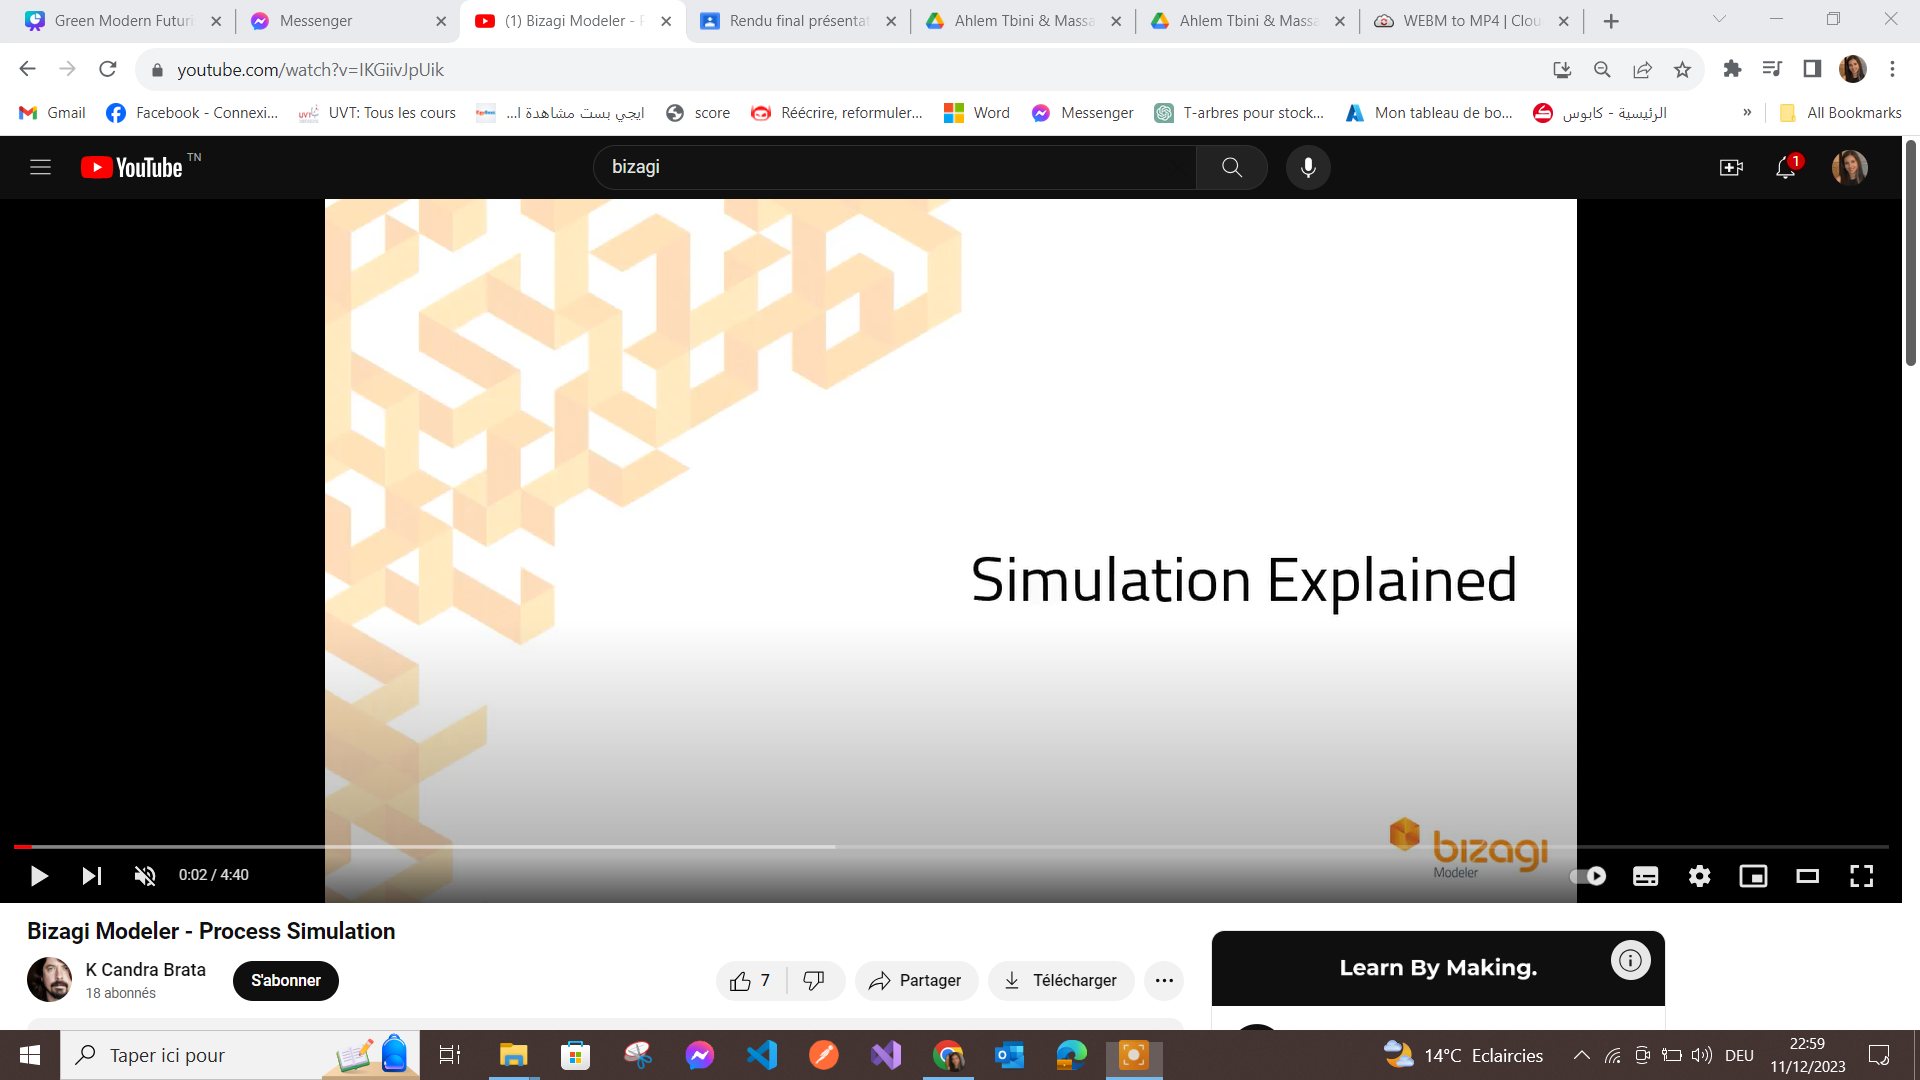 Green Modern Futuri
Messenger
(1) Bizagi Modeler - P
Rendu final présentat
Ahlem Tbini & Massa
Ahlem Tbini & Massa
WEBM to MP4 | Clou
youtube.com/watch?v=IKGiivJpUik
Gmail
Facebook - Connexi...
UVT: Tous les cours
ايجي بست مشاهدة ا...
score
Réécrire, reformuler...
Word
Messenger
T-arbres pour stock...
Mon tableau de bo...
الرئيسية - كابوس
»
All Bookmarks
YouTube TN
bizagi
1
Simulation Explained
bizagi
Modeler
0:02 / 4:40
Bizagi Modeler - Process Simulation
K Candra Brata
18 abonnés
S'abonner
7
Partager
Télécharger
Learn By Making.
Taper ici pour
14°C Eclaircies
DEU
22:59
11/12/2023